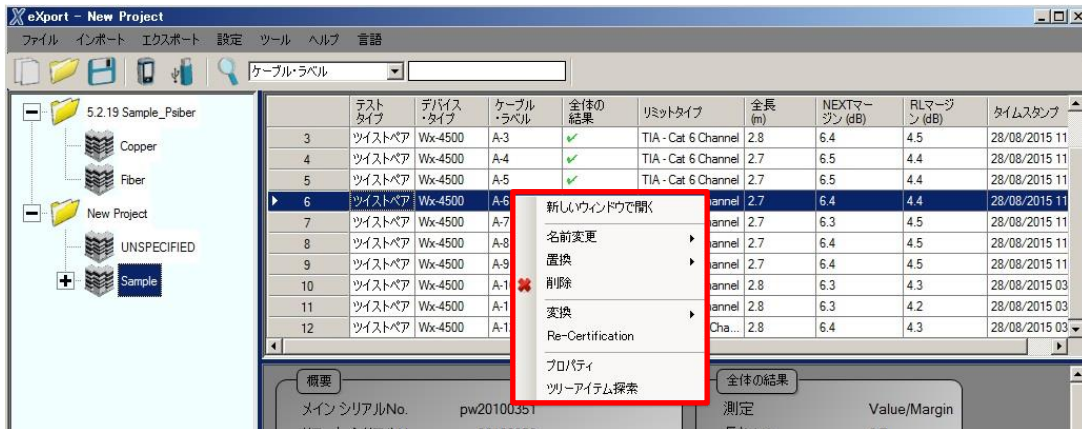 eXport - New Project
ファイル インポート エクスポート 設定 ツール ヘルプ 言語
ケーブル・ラベル
5.2.19 Sample_Psiber
Copper
Fiber
New Project
UNSPECIFIED
Sample
テストタイプ デバイス・タイプ ケーブル・ラベル 全体の結果 リミットタイプ 全長(m) NEXTマージン(dB) RLマージン(dB) タイムスタンプ
3 ツイストペア Wx-4500 A-3 ✓ TIA - Cat 6 Channel 2.8 6.4 4.5 28/08/2015 11
4 ツイストペア Wx-4500 A-4 ✓ TIA - Cat 6 Channel 2.7 6.5 4.4 28/08/2015 11
5 ツイストペア Wx-4500 A-5 ✓ TIA - Cat 6 Channel 2.7 6.5 4.4 28/08/2015 11
6 ツイストペア Wx-4500 A-6 annel 2.7 6.4 4.4 28/08/2015 11
7 ツイストペア Wx-4500 A-7 annel 2.7 6.3 4.5 28/08/2015 11
8 ツイストペア Wx-4500 A-8 annel 2.7 6.4 4.5 28/08/2015 11
9 ツイストペア Wx-4500 A-9 annel 2.7 6.4 4.5 28/08/2015 11
10 ツイストペア Wx-4500 A-1 annel 2.8 6.3 4.3 28/08/2015 03
11 ツイストペア Wx-4500 A-1 annel 2.8 6.3 4.2 28/08/2015 03
12 ツイストペア Wx-4500 A-1 Cha... 2.8 6.4 4.3 28/08/2015 03
新しいウィンドウで開く
名前変更
置換
削除
変換
Re-Certification
プロパティ
ツリーアイテム探索
概要
メイン シリアルNo. pw20100351
全体の結果
測定 Value/Margin